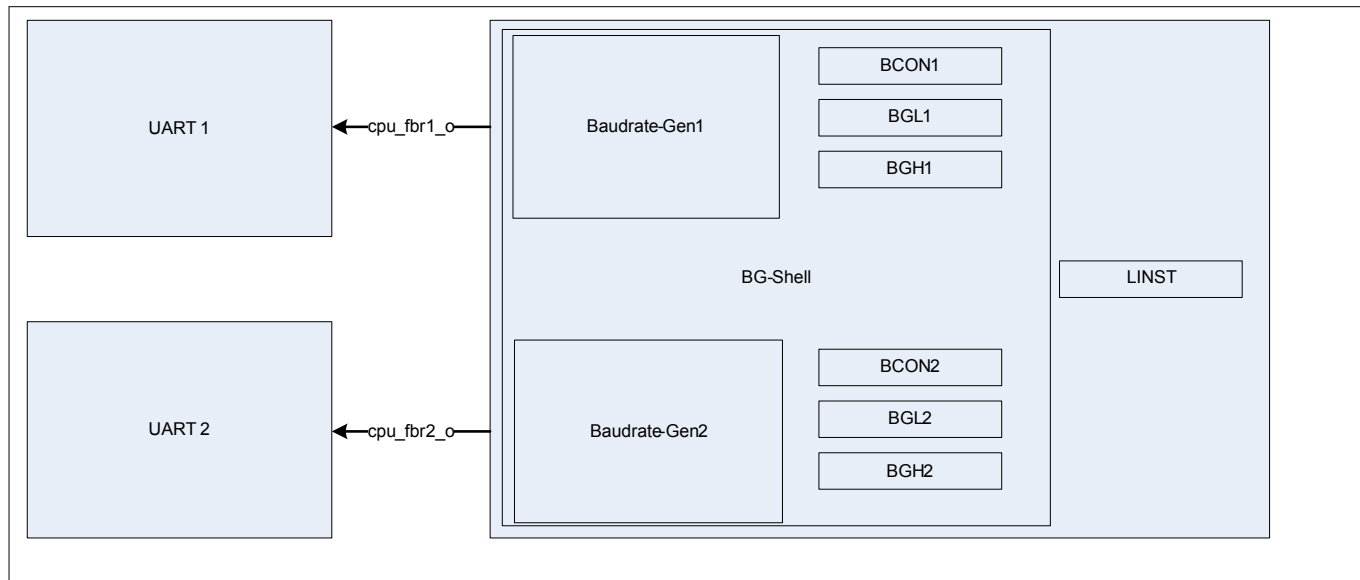 UART 1
cpu_fbr1_o
Baudrate-Gen1
BCON1
BGL1
BGH1
BG-Shell
LINST
UART 2
cpu_fbr2_o
Baudrate-Gen2
BCON2
BGL2
BGH2